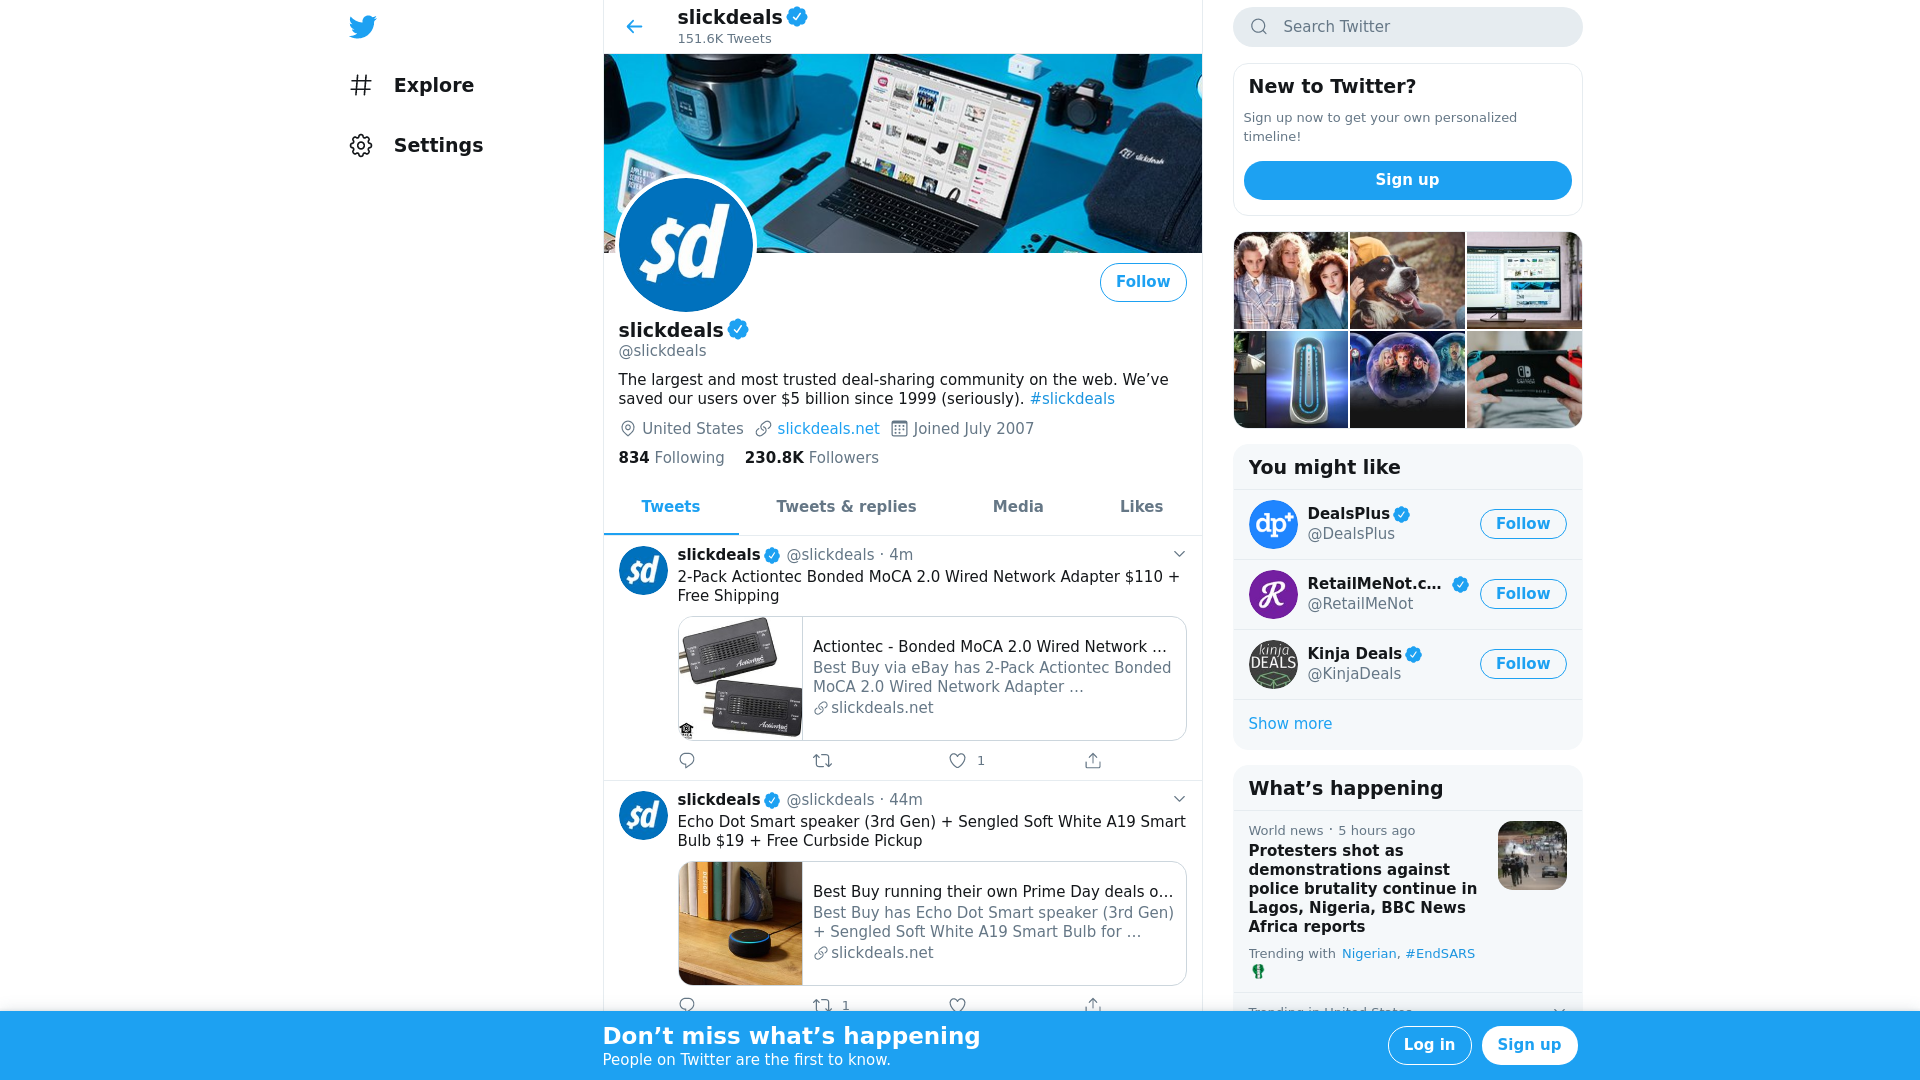 Explore
Settings
slickdeals
151.6K Tweets
slickdeals
$d
Follow
slickdeals
@slickdeals
The largest and most trusted deal-sharing community on the web. We’ve
saved our users over $5 billion since 1999 (seriously). #slickdeals
United States slickdeals.net Joined July 2007
834 Following 230.8K Followers
Tweets Tweets & replies Media Likes
$d
slickdeals @slickdeals · 4m
2-Pack Actiontec Bonded MoCA 2.0 Wired Network Adapter $110 +
Free Shipping
Actiontec
Actiontec
Actiontec - Bonded MoCA 2.0 Wired Network …
Best Buy via eBay has 2-Pack Actiontec Bonded
MoCA 2.0 Wired Network Adapter …
slickdeals.net
1
$d
slickdeals @slickdeals · 44m
Echo Dot Smart speaker (3rd Gen) + Sengled Soft White A19 Smart
Bulb $19 + Free Curbside Pickup
Best Buy running their own Prime Day deals o…
Best Buy has Echo Dot Smart speaker (3rd Gen)
+ Sengled Soft White A19 Smart Bulb for …
slickdeals.net
1
Search Twitter
New to Twitter?
Sign up now to get your own personalized
timeline!
Sign up
You might like
dp+
DealsPlus
@DealsPlus
Follow
R
RetailMeNot.c…
@RetailMeNot
Follow
kinja
DEALS
Kinja Deals
@KinjaDeals
Follow
Show more
What’s happening
World news · 5 hours ago
Protesters shot as
demonstrations against
police brutality continue in
Lagos, Nigeria, BBC News
Africa reports
Trending with Nigerian, #EndSARS
Trending in United States
Don’t miss what’s happening
People on Twitter are the first to know.
Log in
Sign up